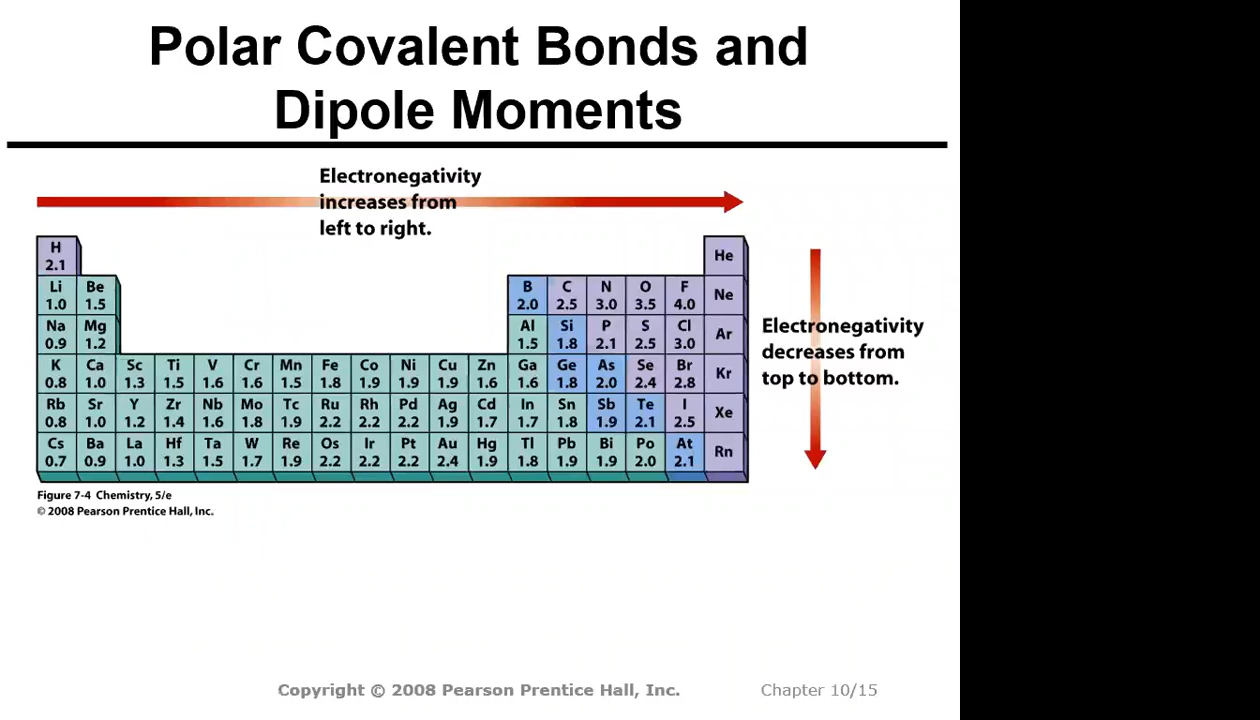 Polar Covalent Bonds and
Dipole Moments
Electronegativity
increases from
left to right.
H He
2.1
Li Be B C N O F Ne
1.0 1.5 2.0 2.5 3.0 3.5 4.0
Na Mg Al Si P S Cl Ar
0.9 1.2 1.5 1.8 2.1 2.5 3.0
K Ca Sc Ti V Cr Mn Fe Co Ni Cu Zn Ga Ge As Se Br Kr
0.8 1.0 1.3 1.5 1.6 1.6 1.5 1.8 1.9 1.9 1.9 1.6 1.6 1.8 2.0 2.4 2.8
Rb Sr Y Zr Nb Mo Tc Ru Rh Pd Ag Cd In Sn Sb Te I Xe
0.8 1.0 1.2 1.4 1.6 1.8 1.9 2.2 2.2 2.2 1.9 1.7 1.7 1.8 1.9 2.1 2.5
Cs Ba La Hf Ta W Re Os Ir Pt Au Hg Tl Pb Bi Po At Rn
0.7 0.9 1.0 1.3 1.5 1.7 1.9 2.2 2.2 2.2 2.4 1.9 1.8 1.9 1.9 2.0 2.1
Electronegativity
decreases from
top to bottom.
Figure 7-4 Chemistry, 5/e
© 2008 Pearson Prentice Hall, Inc.
Copyright © 2008 Pearson Prentice Hall, Inc. Chapter 10/15